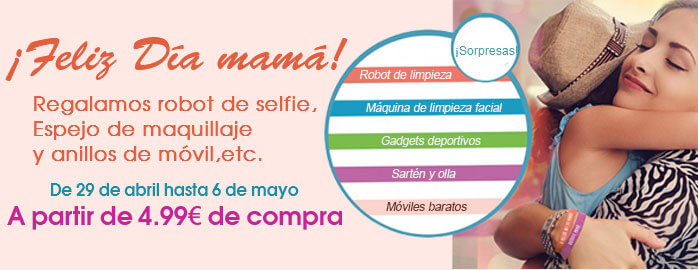 ¡Feliz Día mamá!
Regalamos robot de selfie,
Espejo de maquillaje
y anillos de móvil,etc.
De 29 de abril hasta 6 de mayo
A partir de 4.99€ de compra
¡Sorpresas!
Robot de limpieza
Máquina de limpieza facial
Gadgets deportivos
Sartén y olla
Móviles baratos